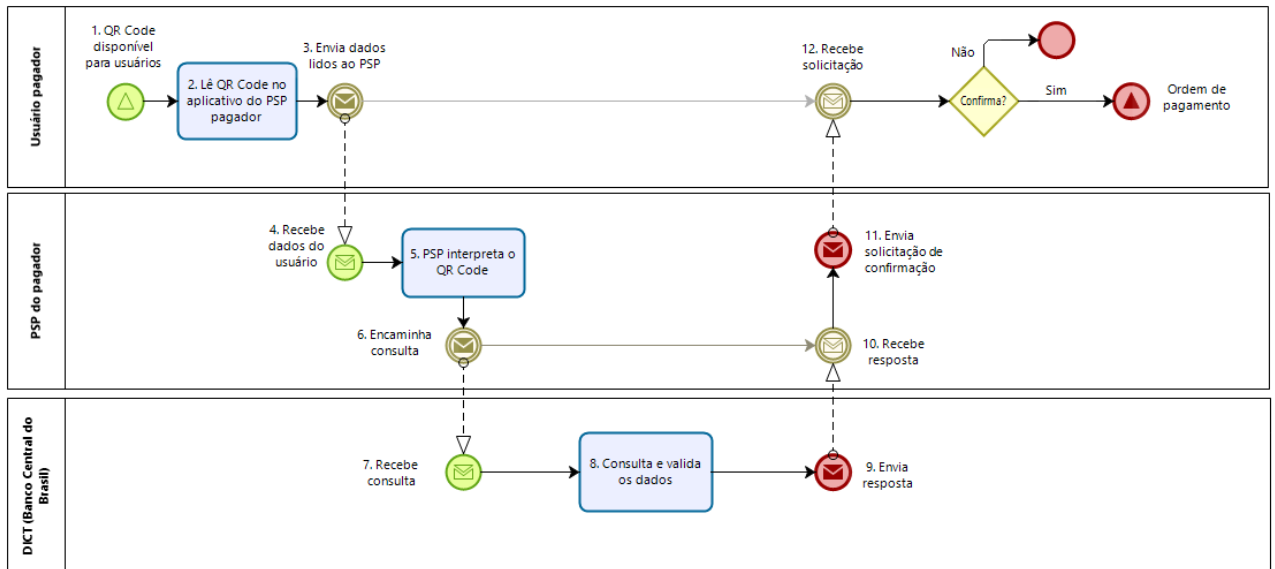 Usuário pagador
1. QR Code
disponível
para usuários
2. Lê QR Code no
aplicativo do PSP
pagador
3. Envia dados
lidos ao PSP
12. Recebe
solicitação
Não
Confirma?
Sim
Ordem de
pagamento
PSP do pagador
4. Recebe
dados do
usuário
5. PSP interpreta o
QR Code
6. Encaminha
consulta
11. Envia
solicitação de
confirmação
10. Recebe
resposta
DICT (Banco Central do
Brasil)
7. Recebe
consulta
8. Consulta e valida
os dados
9. Envia
resposta